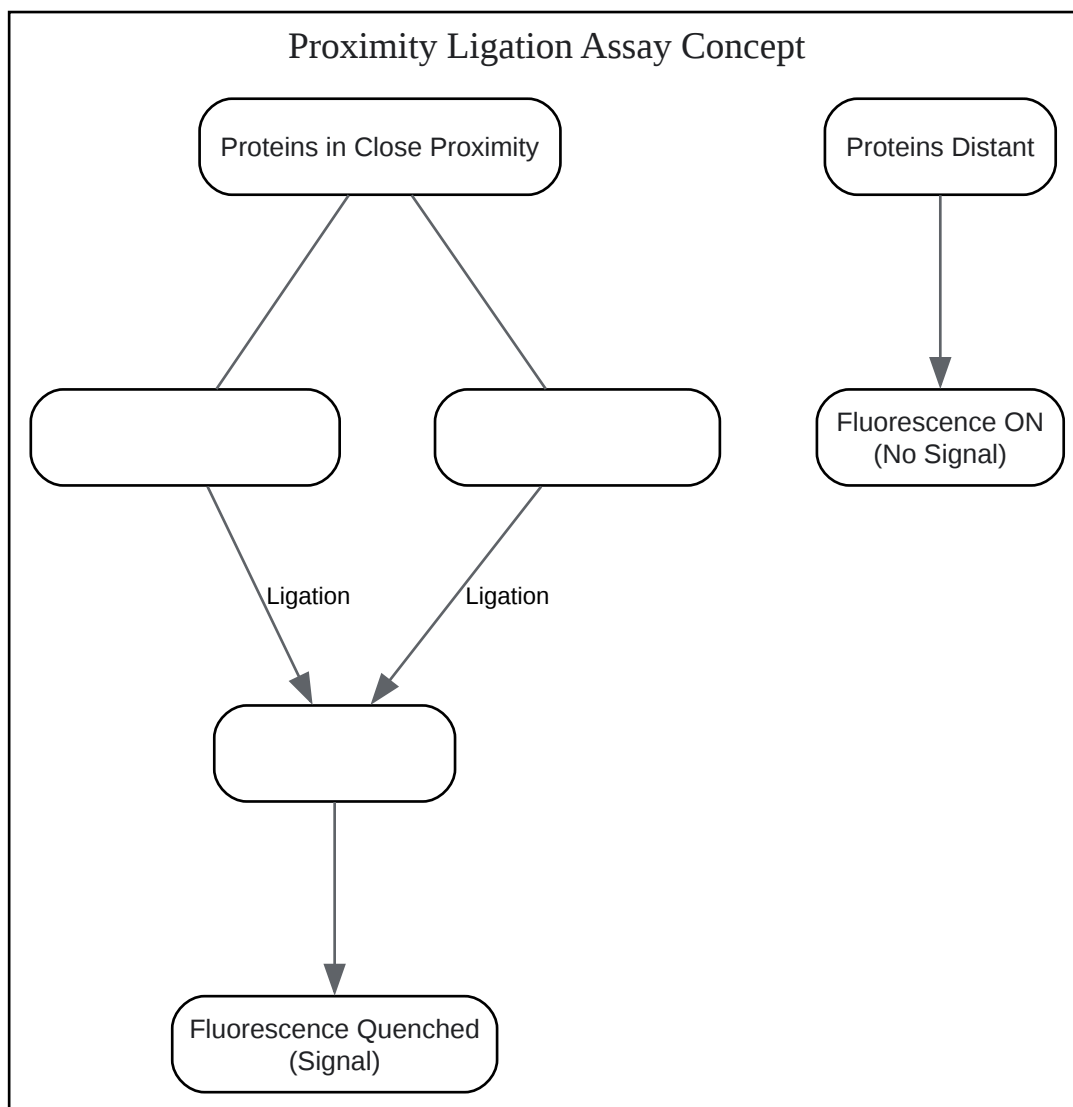 Proximity Ligation Assay Concept
Proteins in Close Proximity
Proteins Distant
Fluorescence ON
(No Signal)
Ligation
Ligation
Fluorescence Quenched
(Signal)